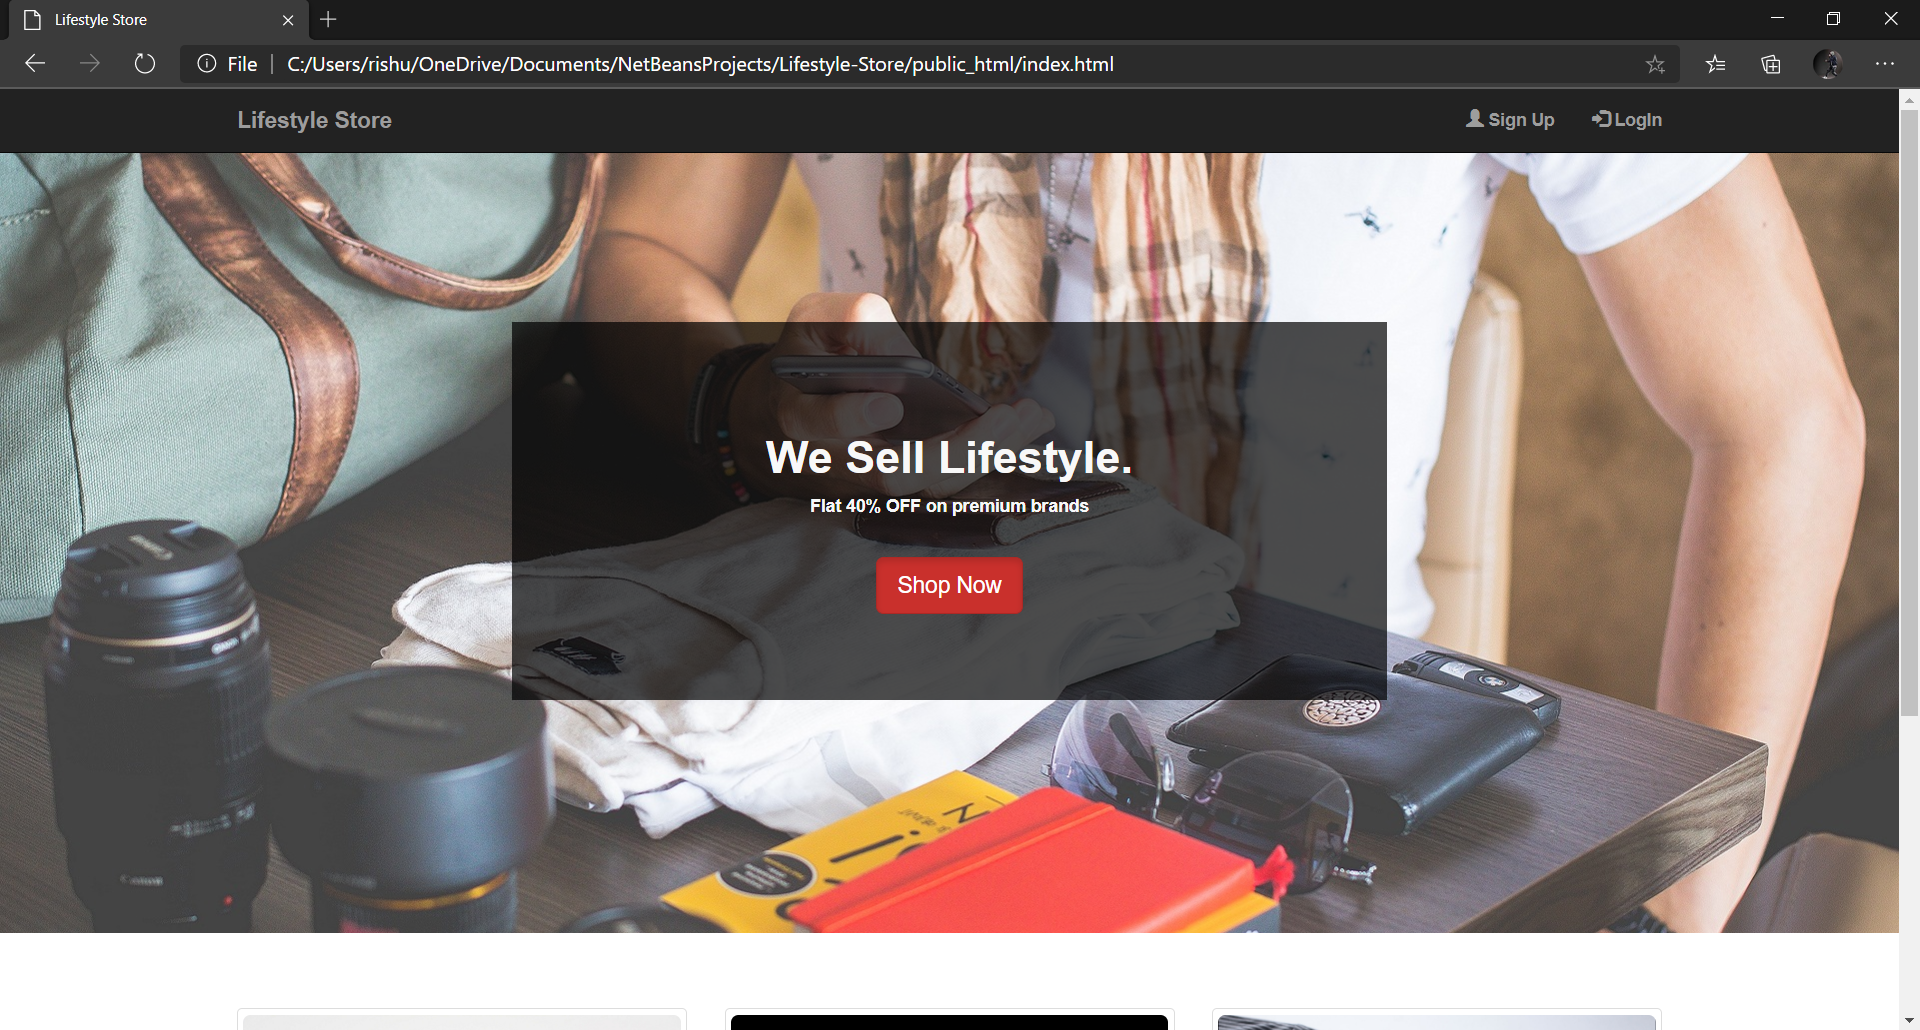 Lifestyle Store
File
C:/Users/rishu/OneDrive/Documents/NetBeansProjects/Lifestyle-Store/public_html/index.html
Lifestyle Store
Sign Up
LogIn
We Sell Lifestyle.
Flat 40% OFF on premium brands
Shop Now
Canon